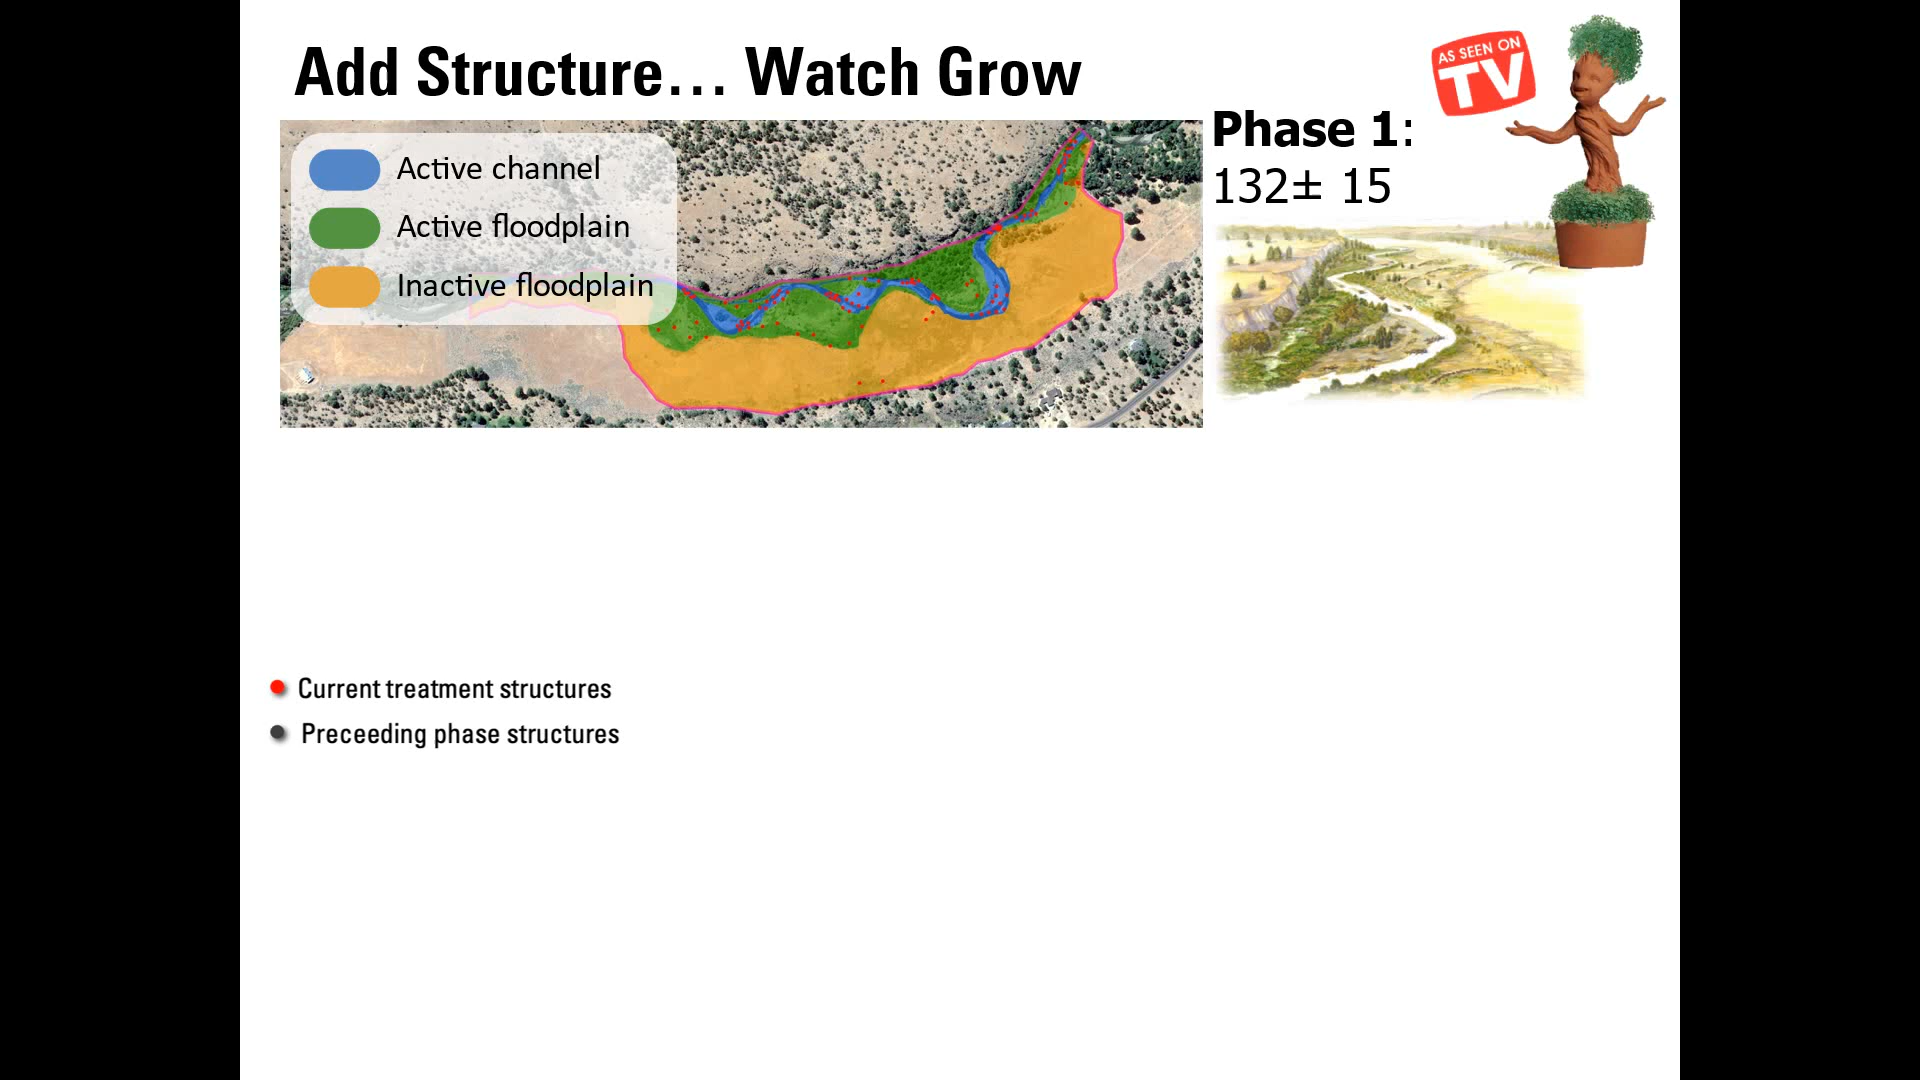 Add Structure… Watch Grow
AS SEEN ON
TV
Phase 1:
132± 15
Active channel
Active floodplain
Inactive floodplain
Current treatment structures
Preceeding phase structures